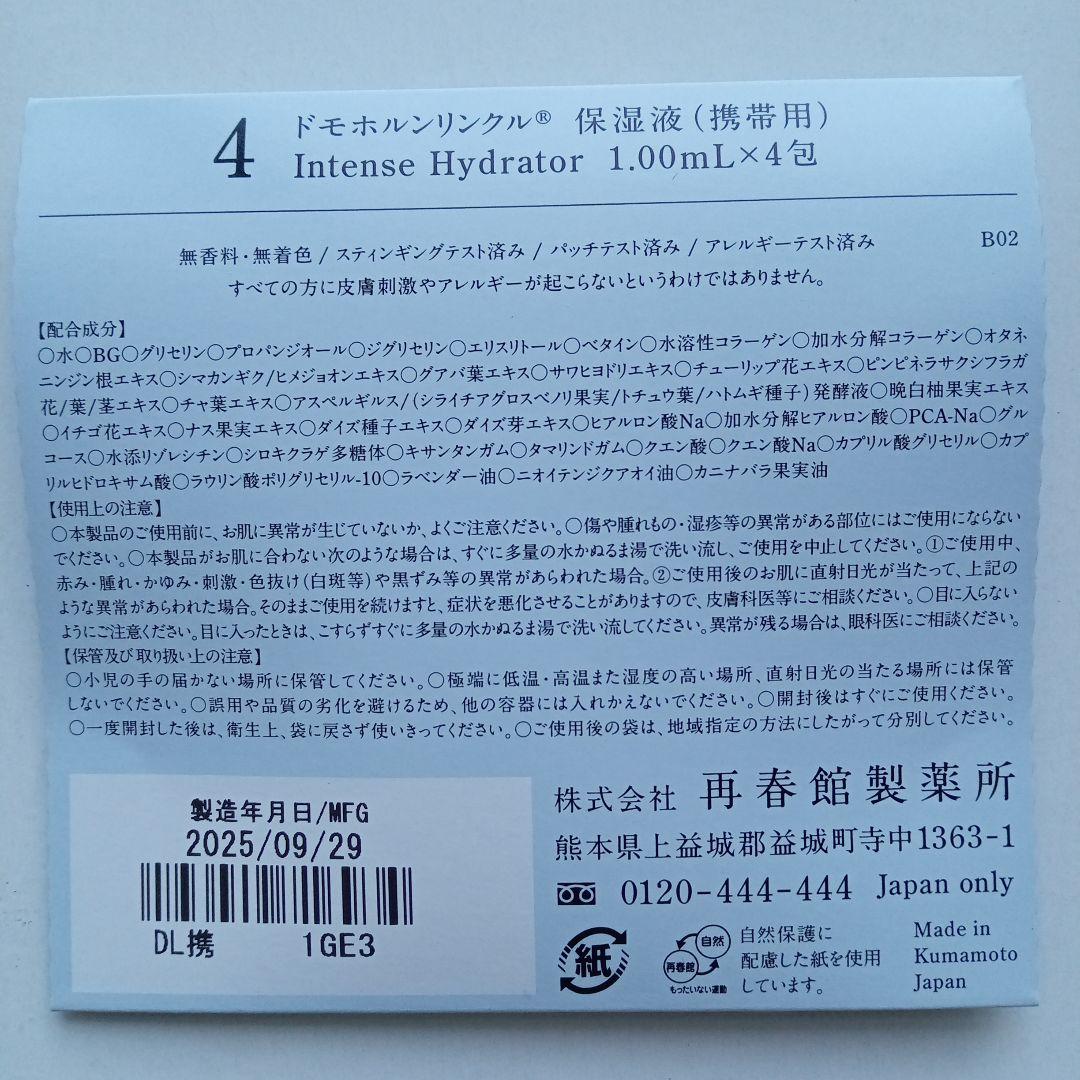 4 ドモホルンリンクル® 保湿液（携帯用）
Intense Hydrator 1.00mL×4包
無香料・無着色 / スティンギングテスト済み / パッチテスト済み / アレルギーテスト済み
B02
すべての方に皮膚刺激やアレルギーが起こらないというわけではありません。
【配合成分】
○水○BG○グリセリン○プロパンジオール○ジグリセリン○エリスリトール○ベタイン○水溶性コラーゲン○加水分解コラーゲン○オタネ
ニンジン根エキス○シマカンギク/ヒメジョオンエキス○グアバ葉エキス○サワヒヨドリエキス○チューリップ花エキス○ピンピネラサクシフラガ
花/葉/茎エキス○チャ葉エキス○アスペルギルス/(シライチアグロスベノリ果実/トチュウ葉/ハトムギ種子)発酵液○晩白柚果実エキス
○イチゴ花エキス○ナス果実エキス○ダイズ種子エキス○ダイズ芽エキス○ヒアルロン酸Na○加水分解ヒアルロン酸○PCA-Na○グル
コース○水添リゾレシチン○シロキクラゲ多糖体○キサンタンガム○タマリンドガム○クエン酸○クエン酸Na○カプリル酸グリセリル○カプ
リルヒドロキサム酸○ラウリン酸ポリグリセリル-10○ラベンダー油○ニオイテンジクアオイ油○カニナバラ果実油
【使用上の注意】
○本製品のご使用前に、お肌に異常が生じていないか、よくご注意ください。○傷や腫れもの・湿疹等の異常がある部位にはご使用にならない
でください。○本製品がお肌に合わない次のような場合は、すぐに多量の水かぬるま湯で洗い流し、ご使用を中止してください。①ご使用中、
赤み・腫れ・かゆみ・刺激・色抜け(白斑等)や黒ずみ等の異常があらわれた場合。②ご使用後のお肌に直射日光が当たって、上記の
ような異常があらわれた場合。そのままご使用を続けますと、症状を悪化させることがありますので、皮膚科医等にご相談ください。○目に入らない
ようにご注意ください。目に入ったときは、こすらずすぐに多量の水かぬるま湯で洗い流してください。異常が残る場合は、眼科医にご相談ください。
【保管及び取り扱い上の注意】
○小児の手の届かない場所に保管してください。○極端に低温・高温また湿度の高い場所、直射日光の当たる場所には保管
しないでください。○誤用や品質の劣化を避けるため、他の容器には入れかえないでください。○開封後はすぐにご使用ください。
○一度開封した後は、衛生上、袋に戻さず使いきってください。○ご使用後の袋は、地域指定の方法にしたがって分別してください。
製造年月日/MFG
2025/09/29
DL携 1GE3
株式会社 再春館製薬所
熊本県上益城郡益城町寺中1363-1
0120-444-444 Japan only
紙
自然
再春館
もったいない運動
自然保護に
配慮した紙を使用
しています。
Made in
Kumamoto
Japan